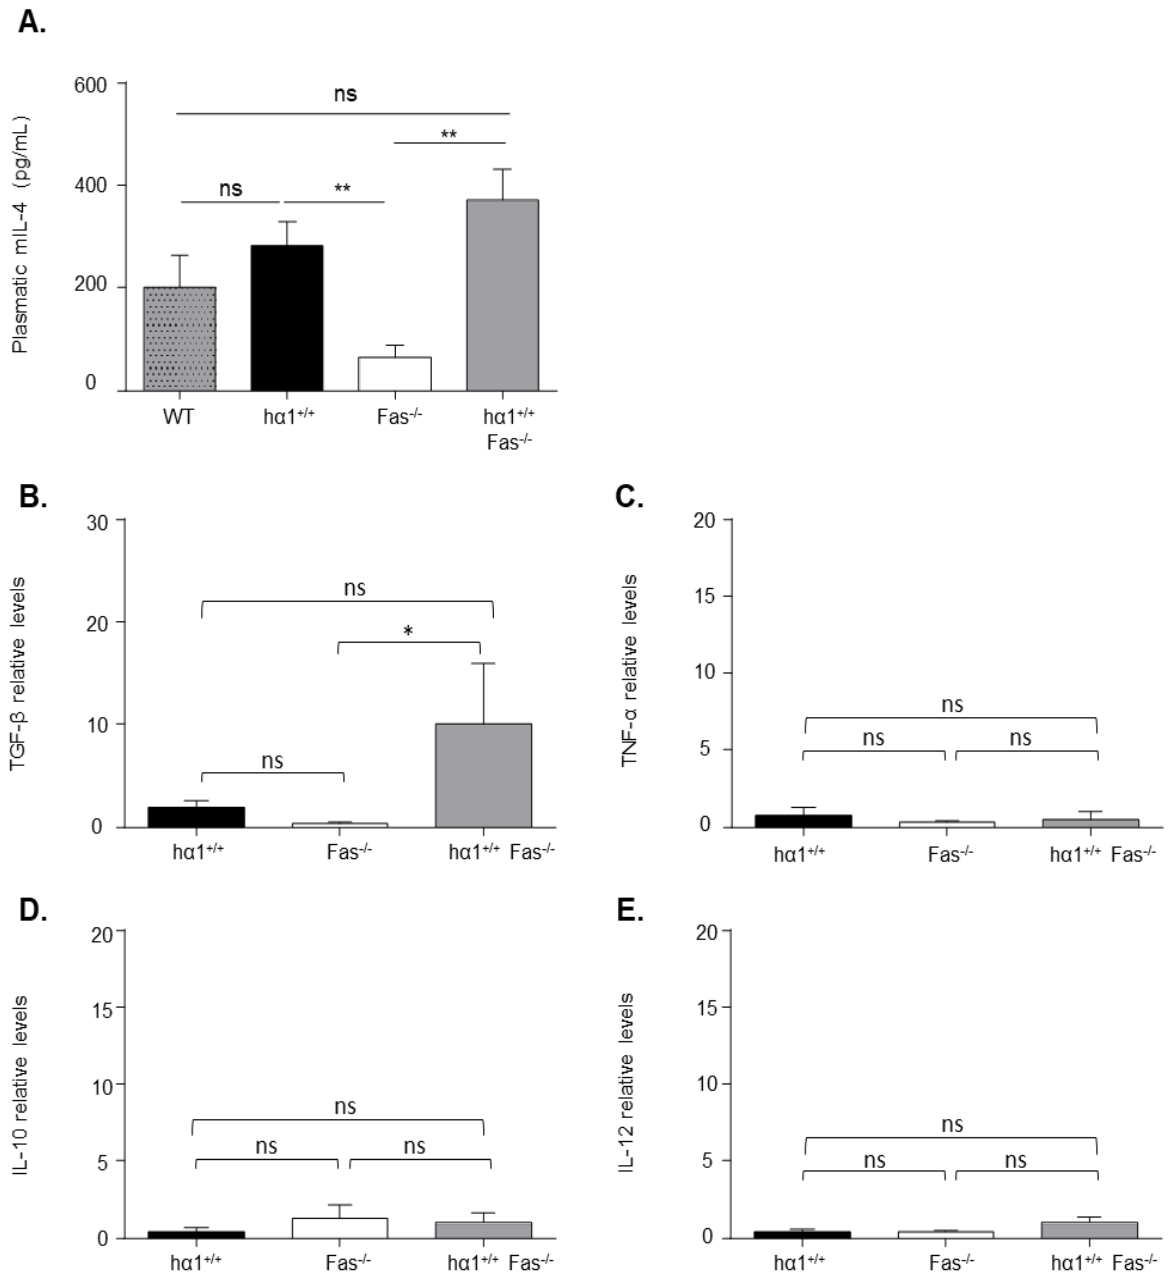 A.
Plasmatic mIL-4 (pg/mL)
600
400
200
0
ns
**
ns
**
WT
hα1+/+
Fas-/-
hα1+/+
Fas-/-
B.
TGF-β relative levels
30
20
10
0
ns
*
ns
hα1+/+
Fas-/-
hα1+/+ Fas-/-
C.
TNF-α relative levels
20
15
10
5
0
ns
ns
ns
hα1+/+
Fas-/-
hα1+/+ Fas-/-
D.
IL-10 relative levels
20
15
10
5
0
ns
ns
ns
hα1+/+
Fas-/-
hα1+/+ Fas-/-
E.
IL-12 relative levels
20
15
10
5
0
ns
ns
ns
hα1+/+
Fas-/-
hα1+/+ Fas-/-